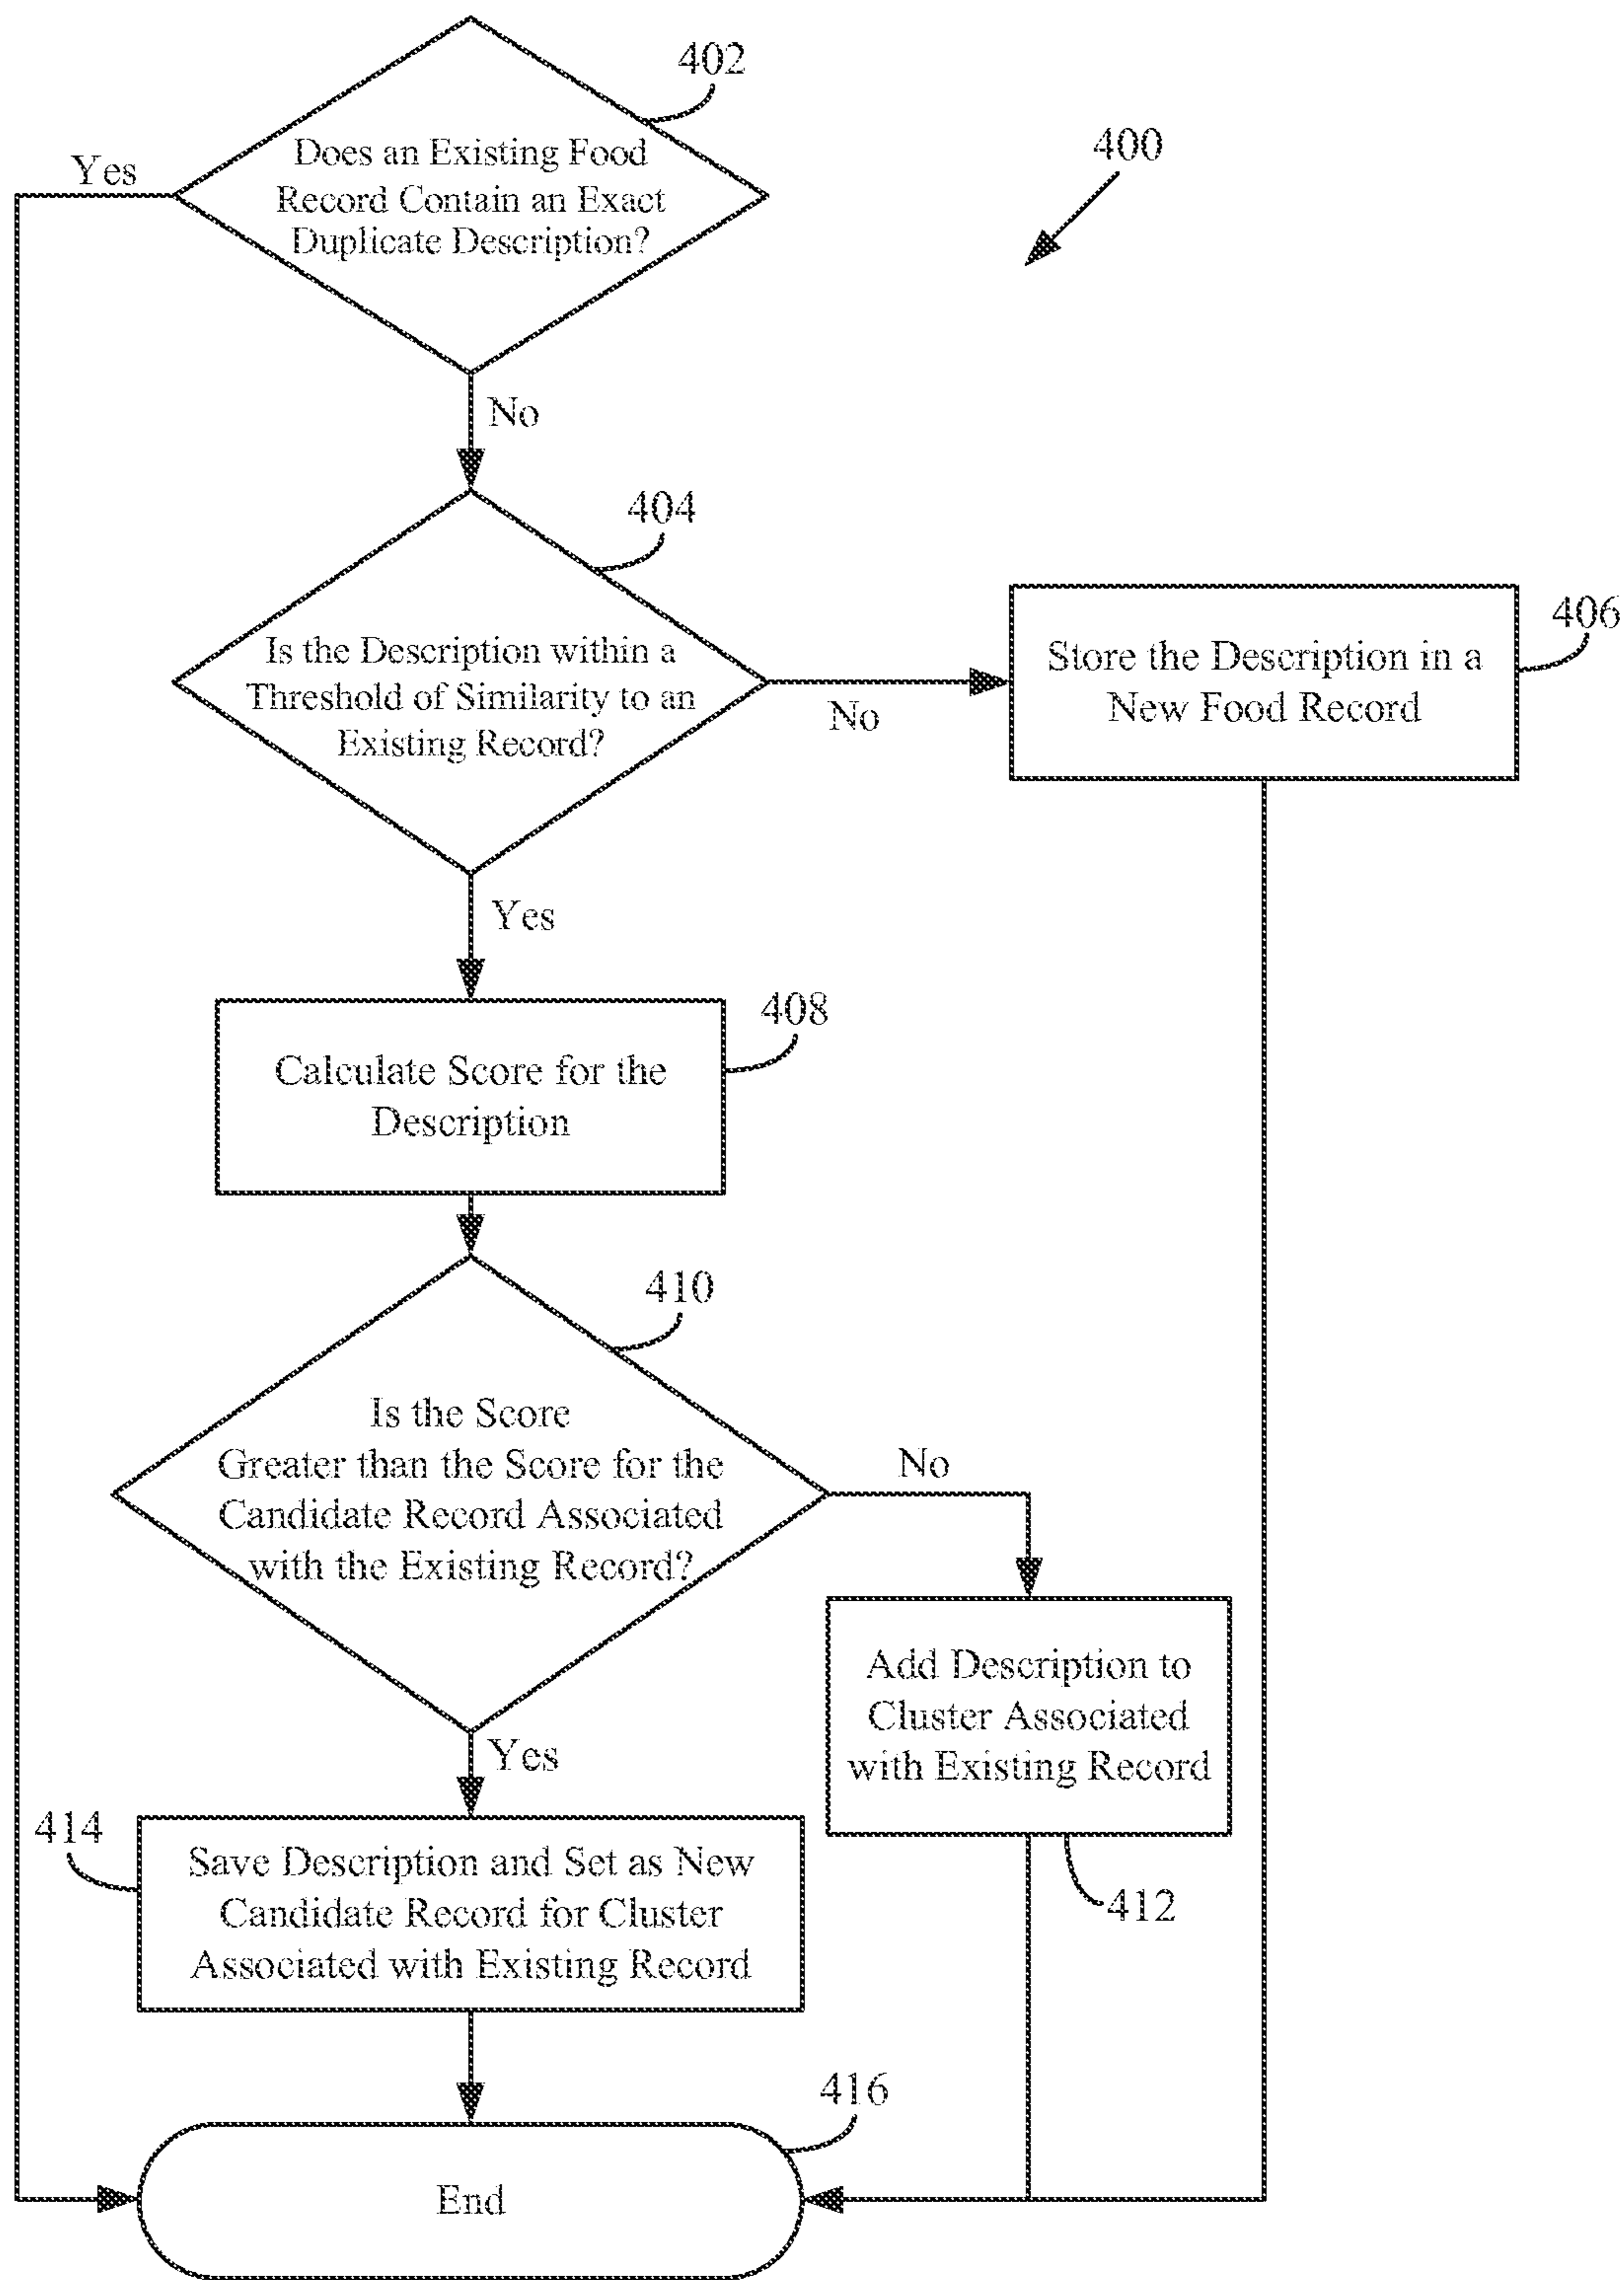 402
Does an Existing Food
Record Contain an Exact
Duplicate Description?
Yes
400
No
404
Is the Description within a
Threshold of Similarity to an
Existing Record?
No
406
Store the Description in a
New Food Record
Yes
408
Calculate Score for the
Description
410
Is the Score
Greater than the Score for the
Candidate Record Associated
with the Existing Record?
No
Add Description to
Cluster Associated
with Existing Record
412
Yes
414
Save Description and Set as New
Candidate Record for Cluster
Associated with Existing Record
416
End